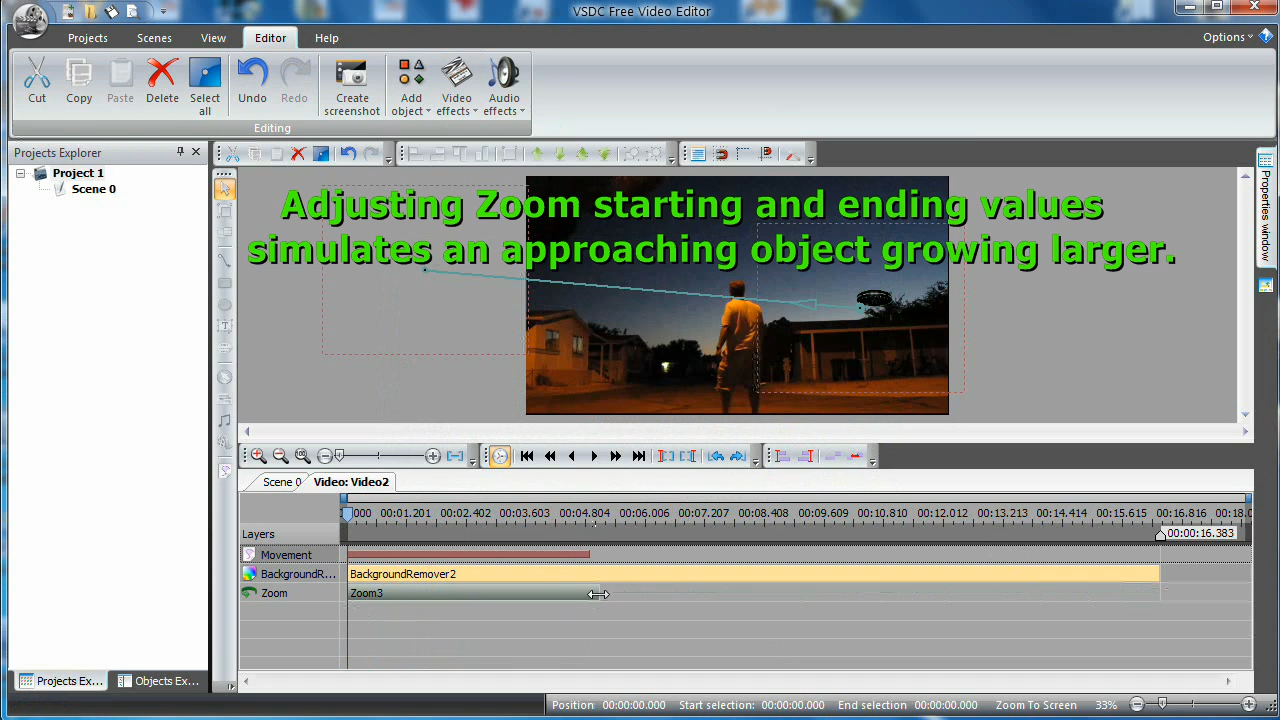 VSDC Free Video Editor
Projects
Scenes
View
Editor
Help
Options
Cut
Copy
Paste
Delete
Select all
Undo
Redo
Create screenshot
Add object
Video effects
Audio effects
Editing
Projects Explorer
Project 1
Scene 0
Properties window
Adjusting Zoom starting and ending values
simulates an approaching object growing larger.
Scene 0
Video: Video2
000 00:01.201 00:02.402 00:03.603 00:04.804 00:06.006 00:07.207 00:08.408 00:09.609 00:10.810 00:12.012 00:13.213 00:14.414 00:15.615 00:16.816 00:18.0
Layers
00:00:16.383
Movement
BackgroundR...
BackgroundRemover2
Zoom
Zoom3
Projects Ex...
Objects Ex...
Position: 00:00:00.000 Start selection: 00:00:00.000 End selection: 00:00:00.000 Zoom To Screen 33%